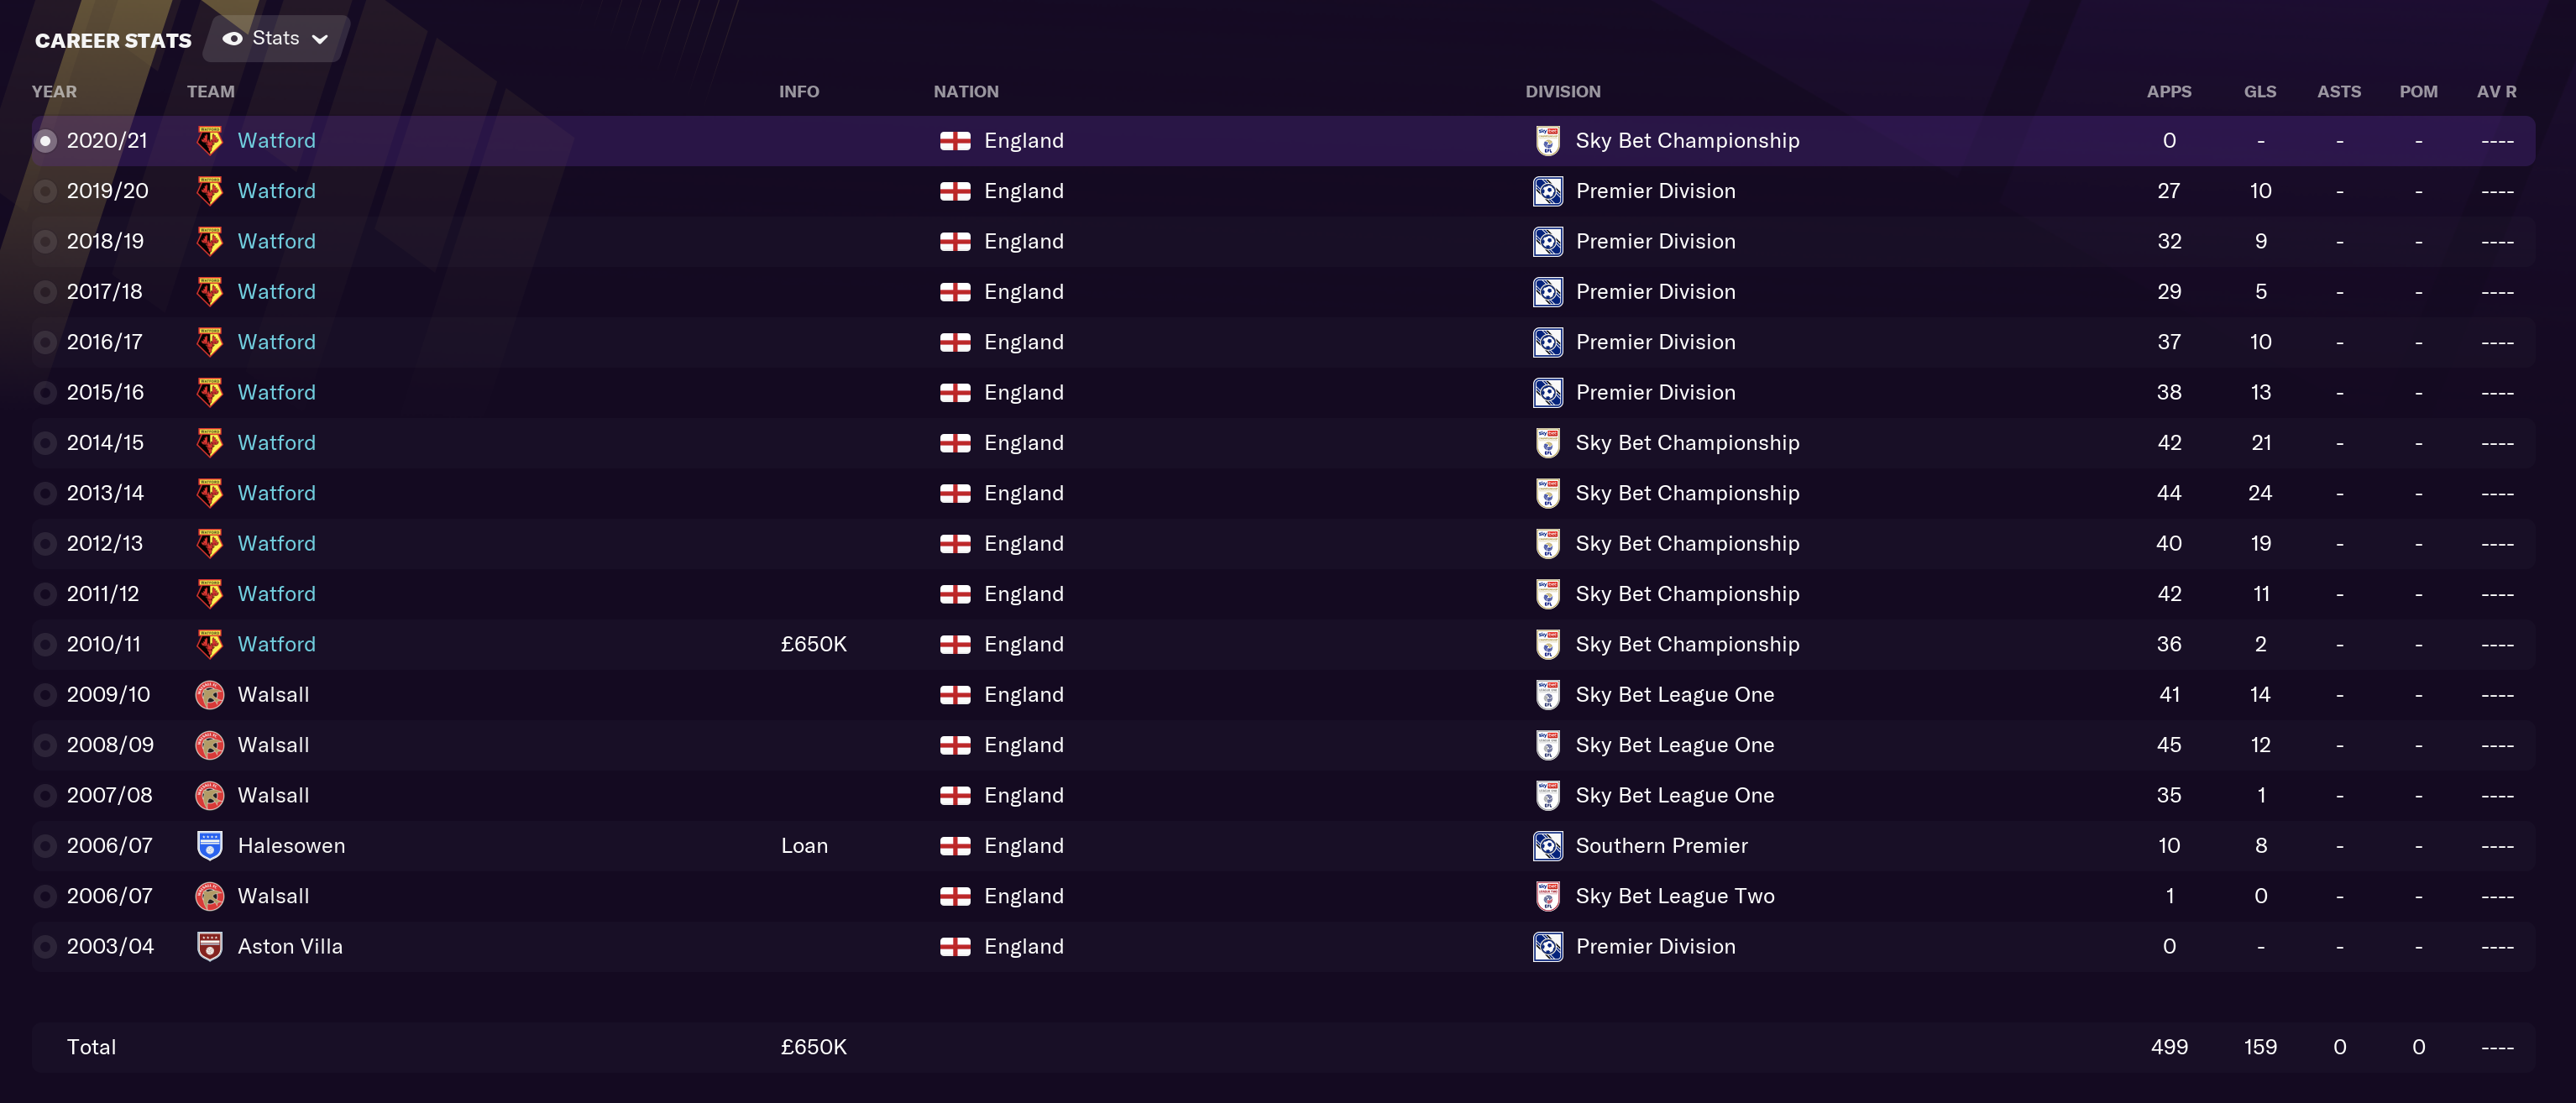 CAREER STATS Stats
YEAR TEAM INFO NATION DIVISION APPS GLS ASTS POM AV R
2020/21 Watford England Sky Bet Championship 0 - - - ----
2019/20 Watford England Premier Division 27 10 - - ----
2018/19 Watford England Premier Division 32 9 - - ----
2017/18 Watford England Premier Division 29 5 - - ----
2016/17 Watford England Premier Division 37 10 - - ----
2015/16 Watford England Premier Division 38 13 - - ----
2014/15 Watford England Sky Bet Championship 42 21 - - ----
2013/14 Watford England Sky Bet Championship 44 24 - - ----
2012/13 Watford England Sky Bet Championship 40 19 - - ----
2011/12 Watford England Sky Bet Championship 42 11 - - ----
2010/11 Watford £650K England Sky Bet Championship 36 2 - - ----
2009/10 Walsall England Sky Bet League One 41 14 - - ----
2008/09 Walsall England Sky Bet League One 45 12 - - ----
2007/08 Walsall England Sky Bet League One 35 1 - - ----
2006/07 Halesowen Loan England Southern Premier 10 8 - - ----
2006/07 Walsall England Sky Bet League Two 1 0 - - ----
2003/04 Aston Villa England Premier Division 0 - - - ----
Total £650K 499 159 0 0 ----